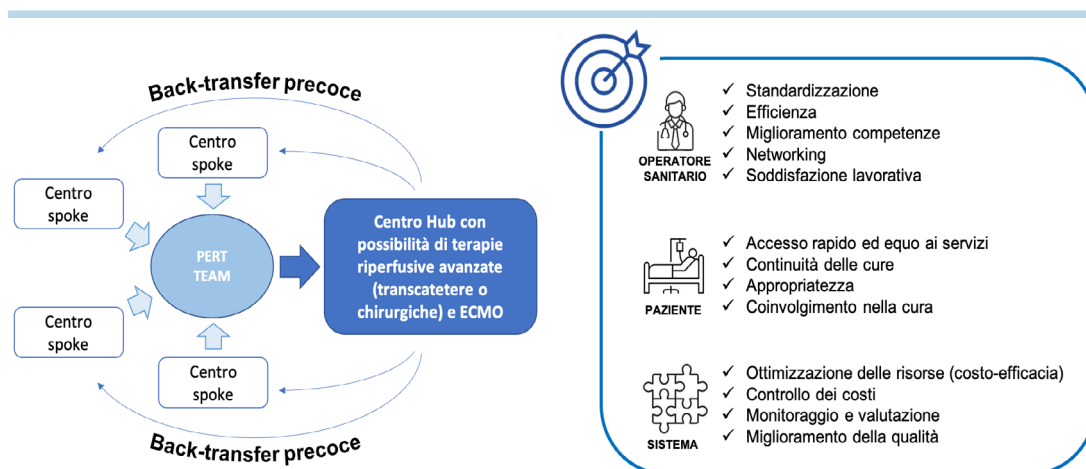 Back-transfer precoce
Centro
spoke
Centro
spoke
PERT
TEAM
Centro Hub con
possibilità di terapie
riperfusive avanzate
(transcatetere o
chirurgiche) e ECMO
Centro
spoke
Centro
spoke
Back-transfer precoce
OPERATORE
SANITARIO
✓ Standardizzazione
✓ Efficienza
✓ Miglioramento competenze
✓ Networking
✓ Soddisfazione lavorativa
PAZIENTE
✓ Accesso rapido ed equo ai servizi
✓ Continuità delle cure
✓ Appropriatezza
✓ Coinvolgimento nella cura
SISTEMA
✓ Ottimizzazione delle risorse (costo-efficacia)
✓ Controllo dei costi
✓ Monitoraggio e valutazione
✓ Miglioramento della qualità